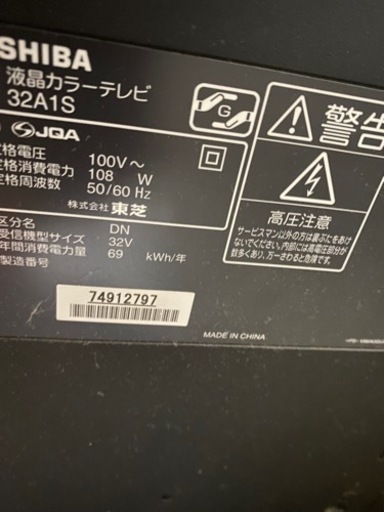 SHIBA
液晶カラーテレビ
32A1S
JQA
G
警告
定格電圧 100V～
定格消費電力 108 W
定格周波数 50/60 Hz
株式会社 東芝
区分名 DN
受信機型サイズ 32V
年間消費電力量 69 kWh/年
製造番号
74912797
高圧注意
サービスマン以外の方は裏ぶたをあけな
いでください。内部には高電圧部分が数
多くあり、万一さわると危険です。
MADE IN CHINA